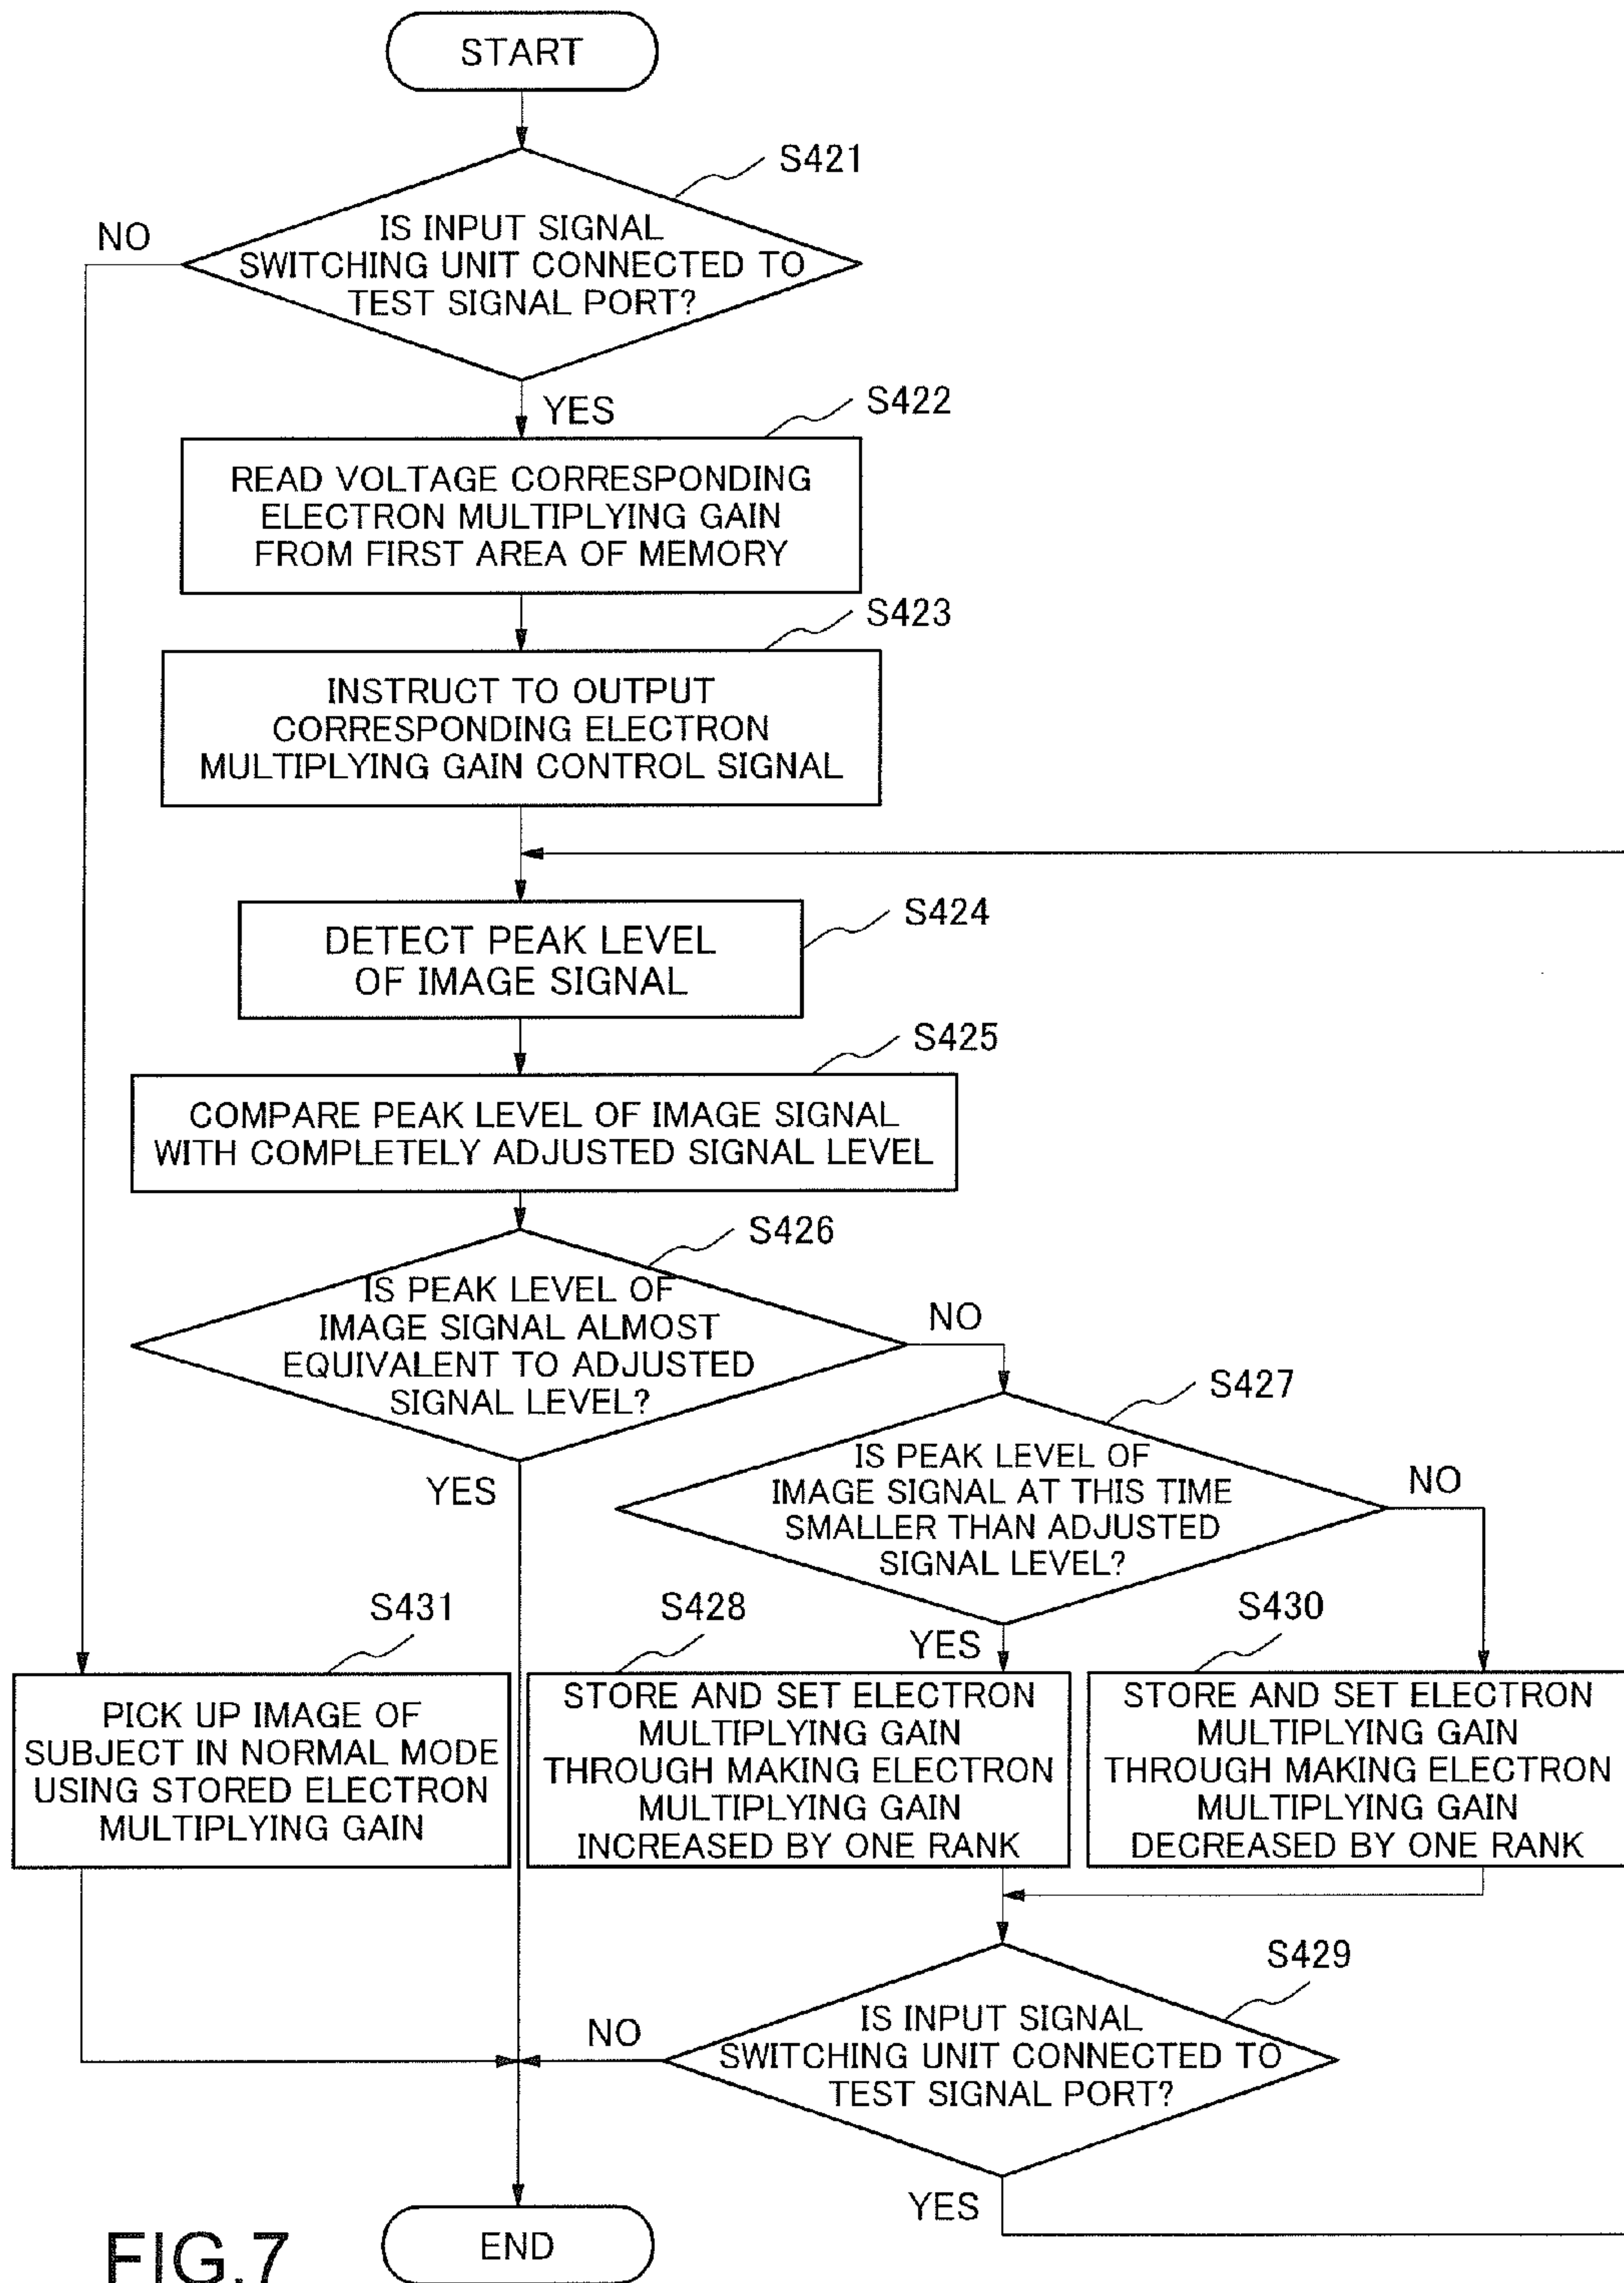 START
S421
NO
IS INPUT SIGNAL
SWITCHING UNIT CONNECTED TO
TEST SIGNAL PORT?
YES
S422
READ VOLTAGE CORRESPONDING
ELECTRON MULTIPLYING GAIN
FROM FIRST AREA OF MEMORY
S423
INSTRUCT TO OUTPUT
CORRESPONDING ELECTRON
MULTIPLYING GAIN CONTROL SIGNAL
S424
DETECT PEAK LEVEL
OF IMAGE SIGNAL
S425
COMPARE PEAK LEVEL OF IMAGE SIGNAL
WITH COMPLETELY ADJUSTED SIGNAL LEVEL
S426
IS PEAK LEVEL OF
IMAGE SIGNAL ALMOST
EQUIVALENT TO ADJUSTED
SIGNAL LEVEL?
NO
YES
S427
IS PEAK LEVEL OF
IMAGE SIGNAL AT THIS TIME
SMALLER THAN ADJUSTED
SIGNAL LEVEL?
NO
YES
S431
PICK UP IMAGE OF
SUBJECT IN NORMAL MODE
USING STORED ELECTRON
MULTIPLYING GAIN
S428
STORE AND SET ELECTRON
MULTIPLYING GAIN
THROUGH MAKING ELECTRON
MULTIPLYING GAIN
INCREASED BY ONE RANK
S430
STORE AND SET ELECTRON
MULTIPLYING GAIN
THROUGH MAKING ELECTRON
MULTIPLYING GAIN
DECREASED BY ONE RANK
S429
NO
IS INPUT SIGNAL
SWITCHING UNIT CONNECTED TO
TEST SIGNAL PORT?
YES
END
FIG.7